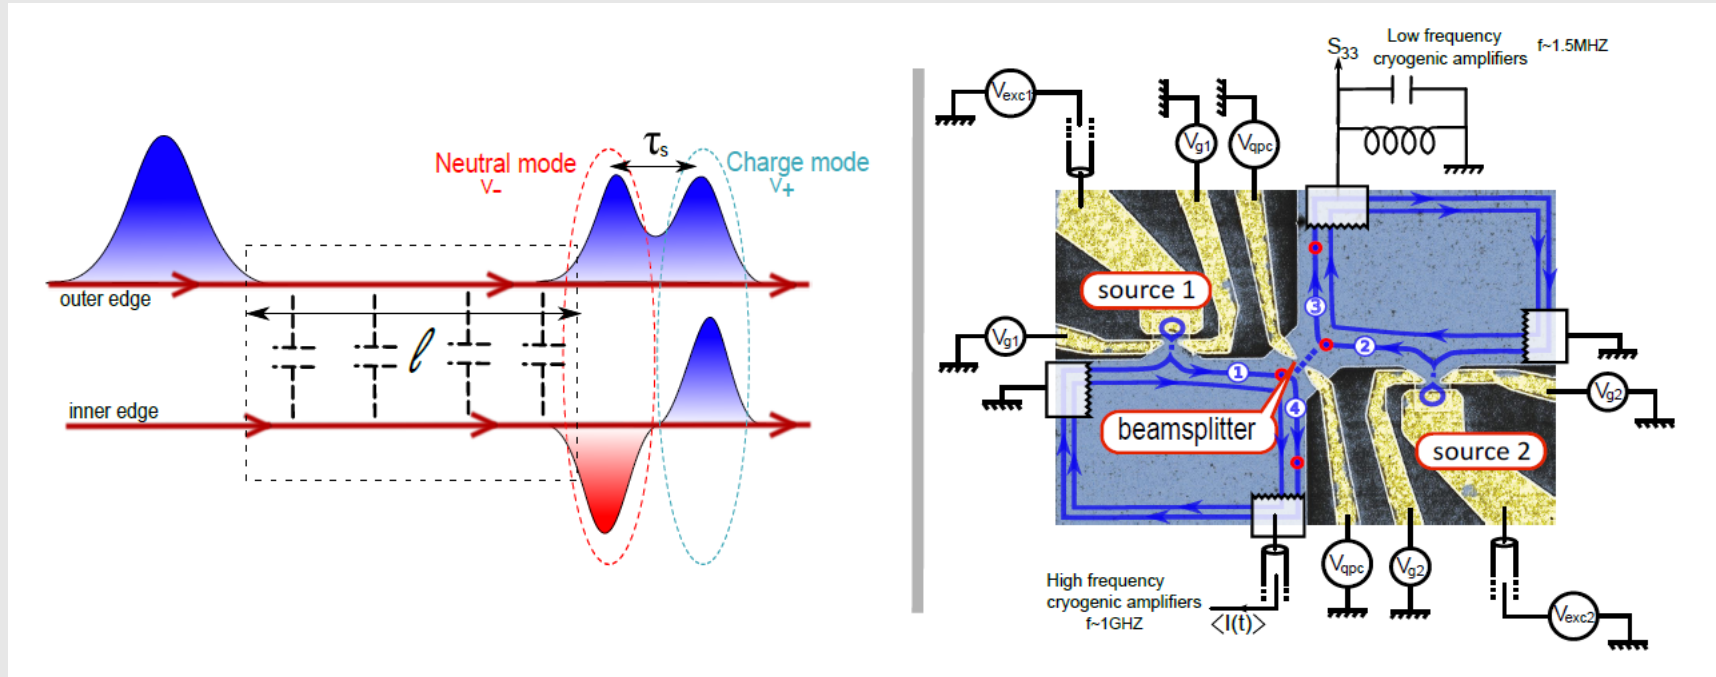 Neutral mode
V-
τs
Charge mode
V+
outer edge
ℓ
inner edge
Vexc1
Vg1
Vqpc
S33
Low frequency
cryogenic amplifiers
f~1.5MHZ
source 1
Vg1
3
2
1
4
beamsplitter
source 2
Vg2
High frequency
cryogenic amplifiers
f~1GHZ
<I(t)>
Vqpc
Vg2
Vexc2